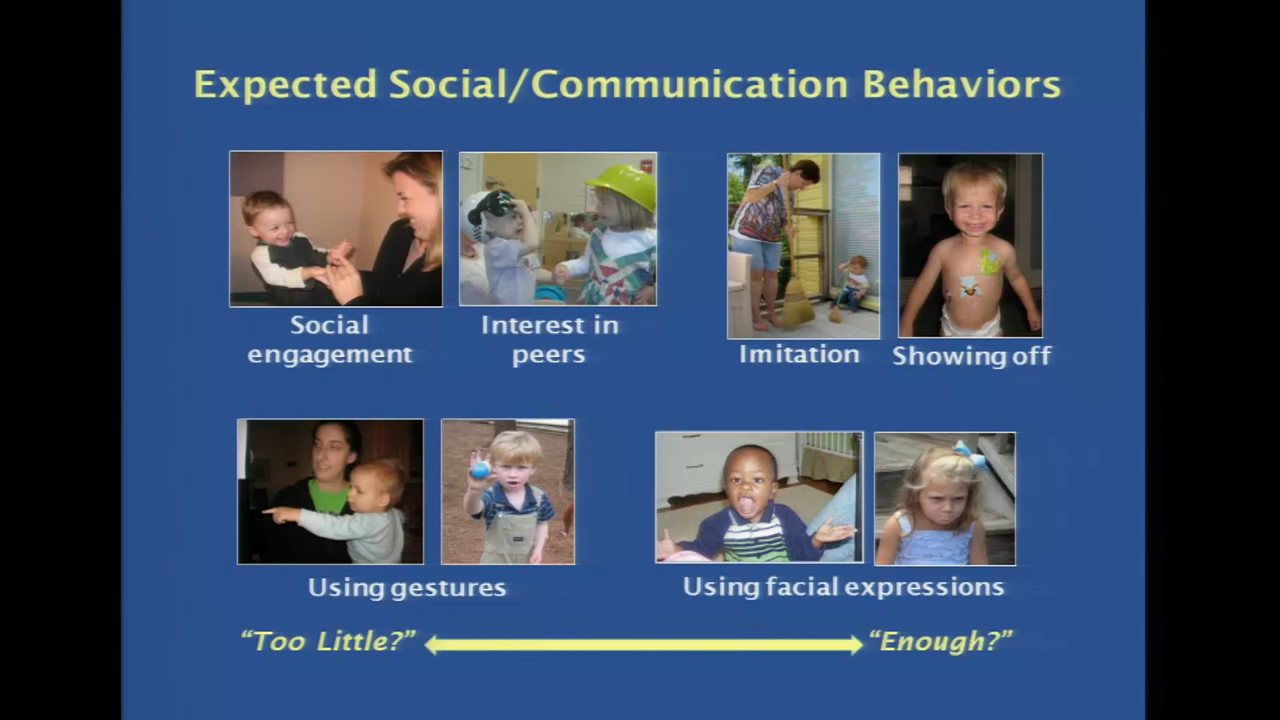 Expected Social/Communication Behaviors
Social
engagement
Interest in
peers
Imitation
Showing off
Using gestures
Using facial expressions
“Too Little?”
“Enough?”